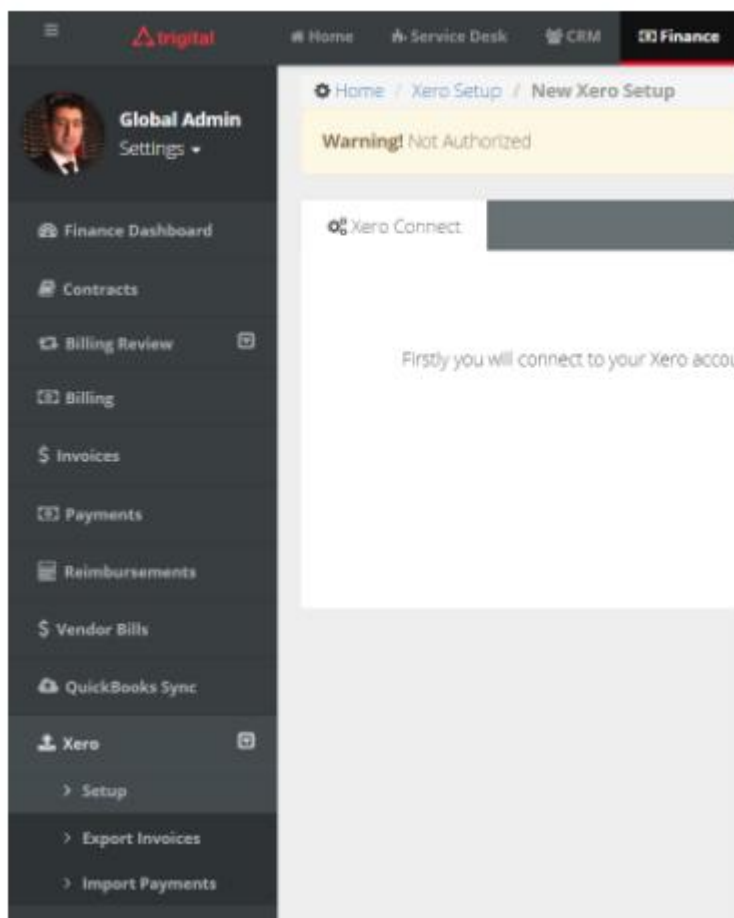 trigital
Home Service Desk CRM Finance
Global Admin
Settings
Home / Xero Setup / New Xero Setup
Warning! Not Authorized
Xero Connect
Firstly you will connect to your Xero accou
Finance Dashboard
Contracts
Billing Review
Billing
$ Invoices
Payments
Reimbursements
$ Vendor Bills
QuickBooks Sync
Xero
> Setup
> Export Invoices
> Import Payments